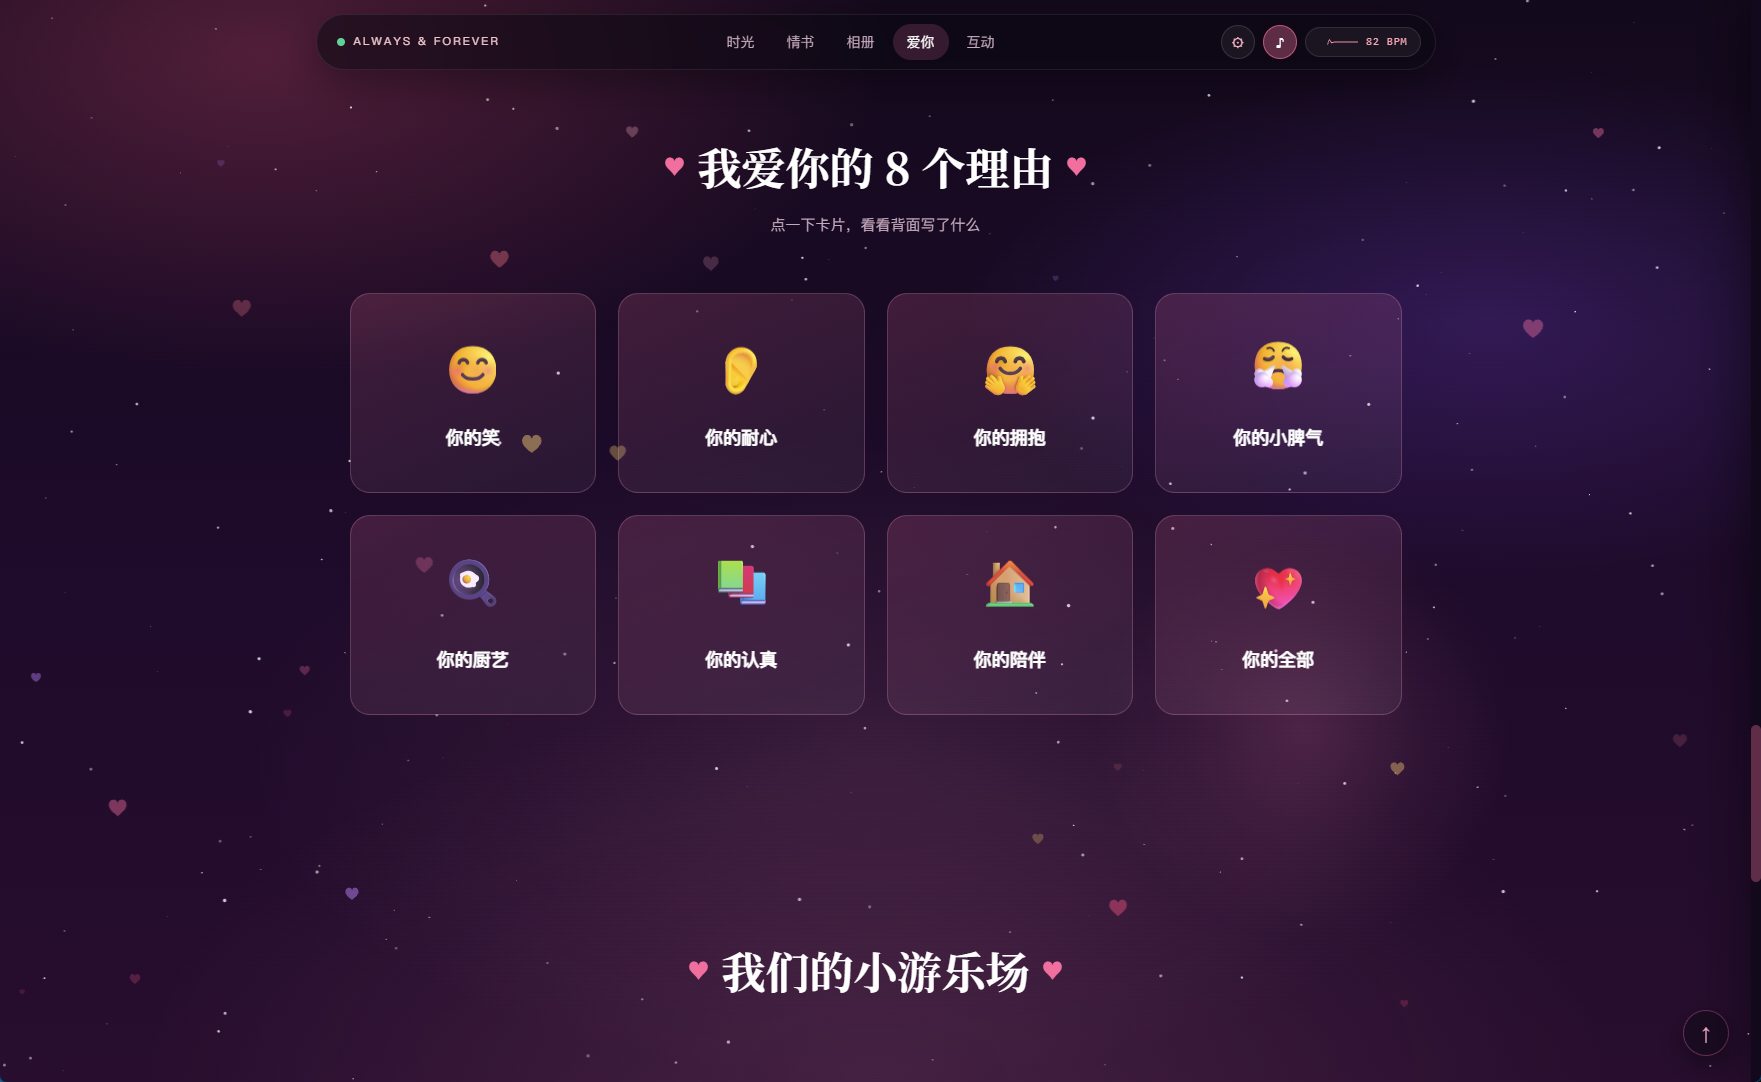 ALWAYS & FOREVER
时光 情书 相册 爱你 互动
82 BPM
我爱你的 8 个理由
点一下卡片，看看背面写了什么
你的笑 你的耐心 你的拥抱 你的小脾气
你的厨艺 你的认真 你的陪伴 你的全部
我们的小游乐场